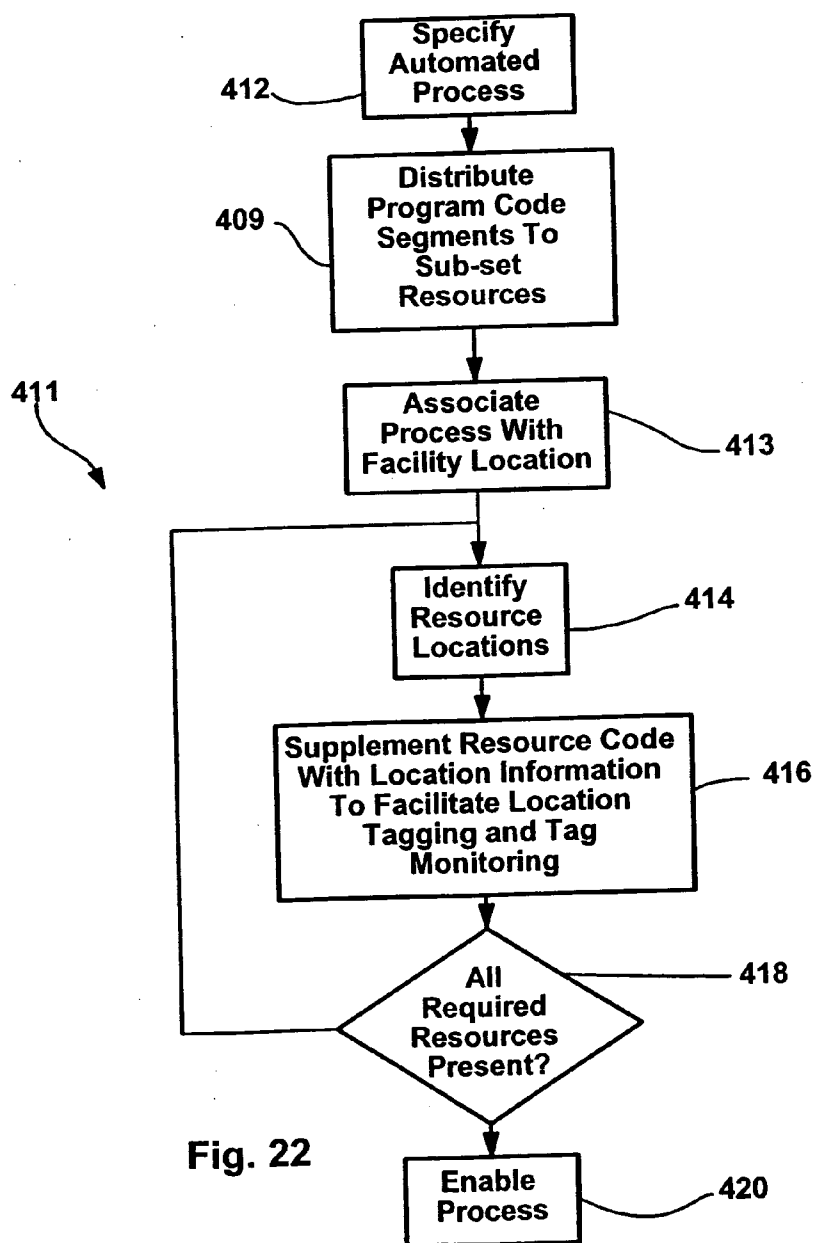 Specify
Automated
Process
412
Distribute
Program Code
Segments To
Sub-set
Resources
409
411
Associate
Process With
Facility Location
413
Identify
Resource
Locations
414
Supplement Resource Code
With Location Information
To Facilitate Location
Tagging and Tag
Monitoring
416
All
Required
Resources
Present?
418
Fig. 22
Enable
Process
420